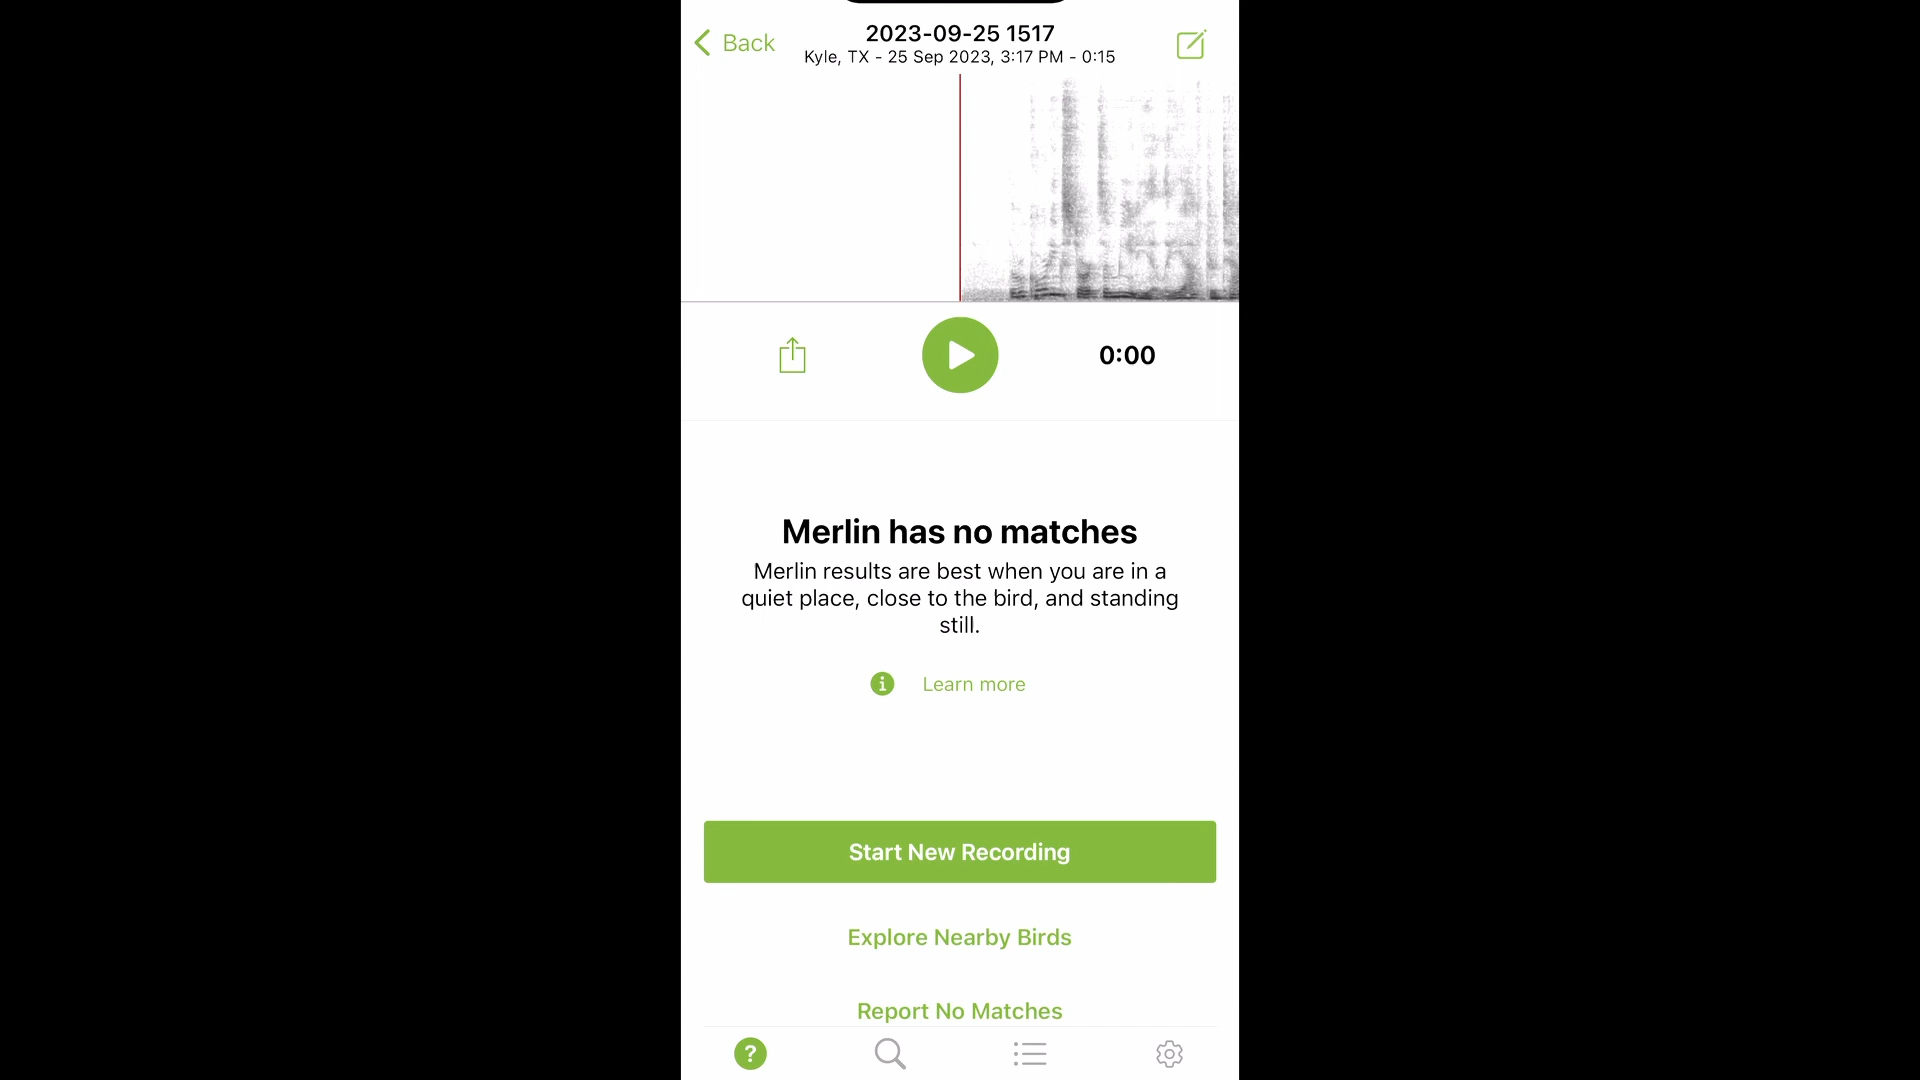 Back
2023-09-25 1517
Kyle, TX - 25 Sep 2023, 3:17 PM - 0:15
0:00
Merlin has no matches
Merlin results are best when you are in a
quiet place, close to the bird, and standing
still.
Learn more
Start New Recording
Explore Nearby Birds
Report No Matches